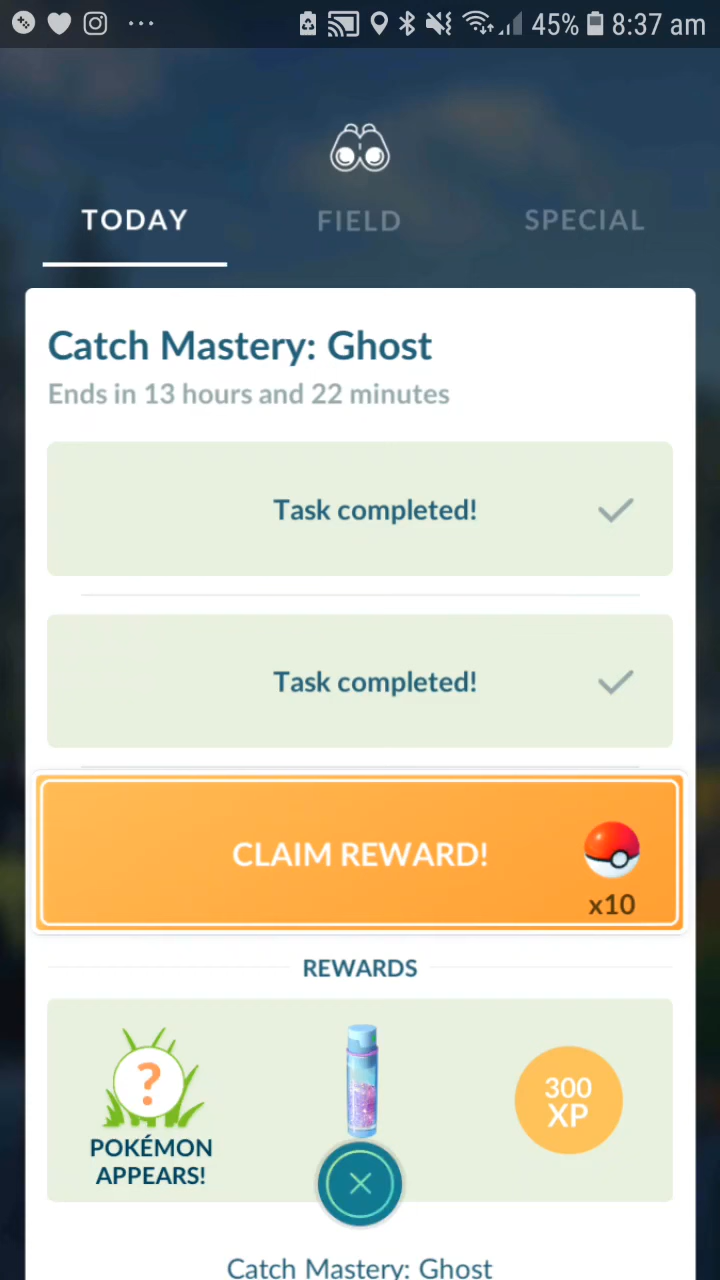 45% 8:37 am
TODAY FIELD SPECIAL
Catch Mastery: Ghost
Ends in 13 hours and 22 minutes
Task completed!
Task completed!
CLAIM REWARD!
x10
REWARDS
?
300
XP
POKÉMON
APPEARS!
Catch Mastery: Ghost